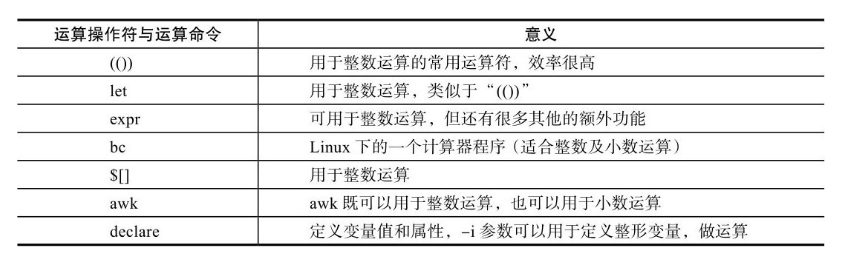 运算操作符与运算命令 意义
(()) 用于整数运算的常用运算符，效率很高
let 用于整数运算，类似于“(())”
expr 可用于整数运算，但还有很多其他的额外功能
bc Linux 下的一个计算器程序（适合整数及小数运算）
$[] 用于整数运算
awk awk 既可以用于整数运算，也可以用于小数运算
declare 定义变量值和属性，-i 参数可以用于定义整形变量，做运算